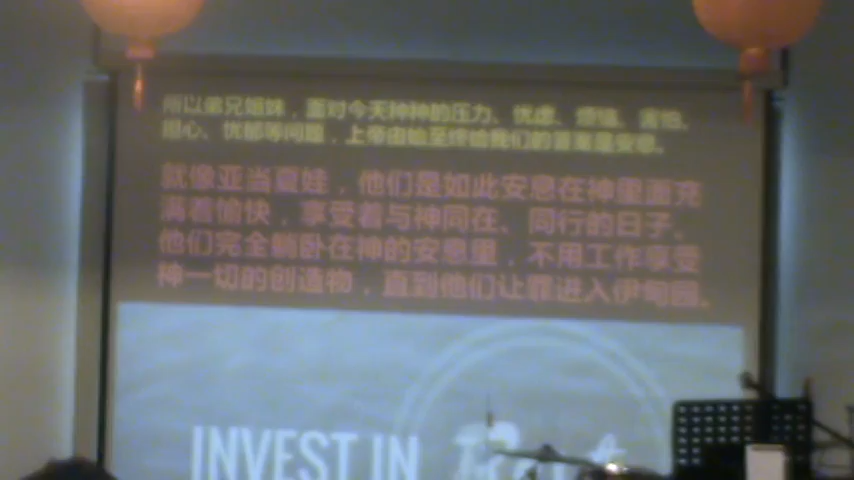 所以弟兄姐妹，面对今天种种的压力、忧虑、烦恼、害怕、
担心、忧郁等问题，上帝由始至终给我们的答案是安息。
就像亚当夏娃，他们是如此安息在神里面充
满着愉快，享受着与神同在、同行的日子。
他们完全躺卧在神的安息里，不用工作享受
神一切的创造物，直到他们让罪进入伊甸园。
INVEST IN Rest